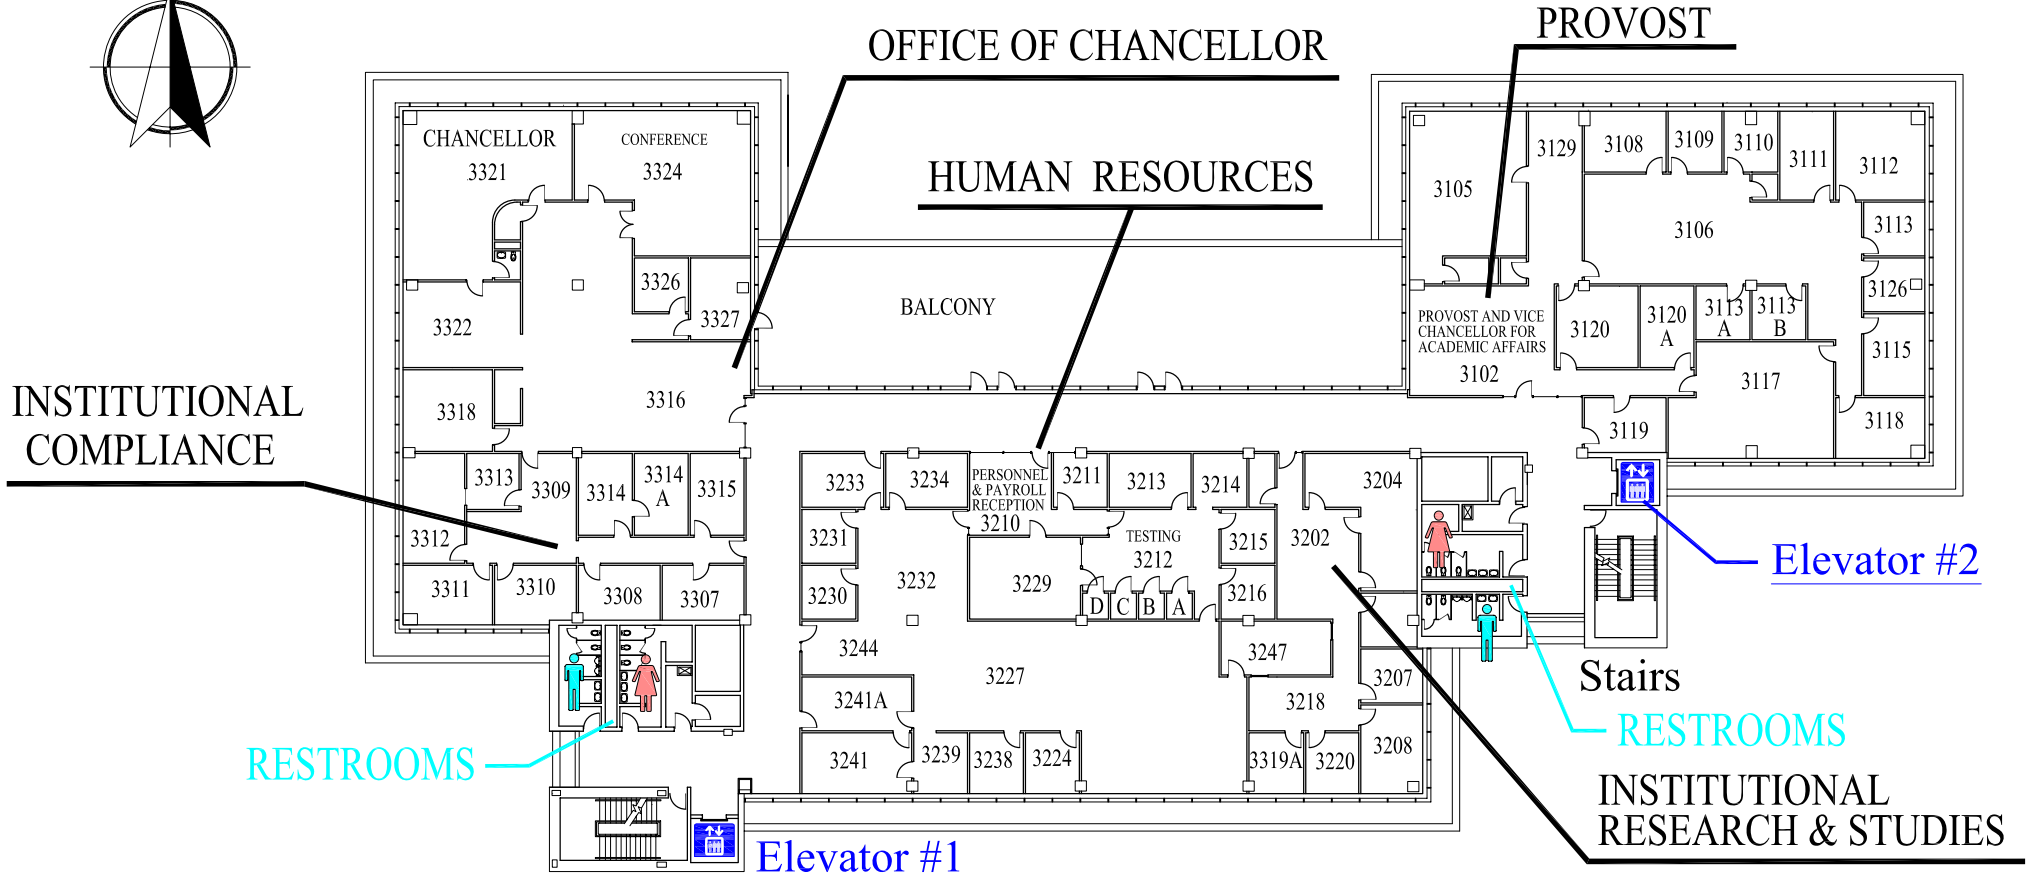 PROVOST
OFFICE OF CHANCELLOR
HUMAN RESOURCES
INSTITUTIONAL
COMPLIANCE
CHANCELLOR
3321
CONFERENCE
3324
3326
3327
3322
3318
3316
BALCONY
3105
3129
3108
3109
3110
3111
3112
3106
3113
3126
3115
3118
PROVOST AND VICE
CHANCELLOR FOR
ACADEMIC AFFAIRS
3102
3120
3120
A
3113
A
3113
B
3117
3119
3313
3309
3314
3314
A
3315
3312
3311
3310
3308
3307
3233
3234
PERSONNEL
& PAYROLL
RECEPTION
3210
3211
3213
3214
3204
3231
3230
3232
3229
TESTING
3212
D
C
B
A
3215
3216
3202
3244
3227
3247
3207
3241A
3218
3208
3241
3239
3238
3224
3319A
3220
Elevator #2
Stairs
RESTROOMS
RESTROOMS
INSTITUTIONAL
RESEARCH & STUDIES
Elevator #1